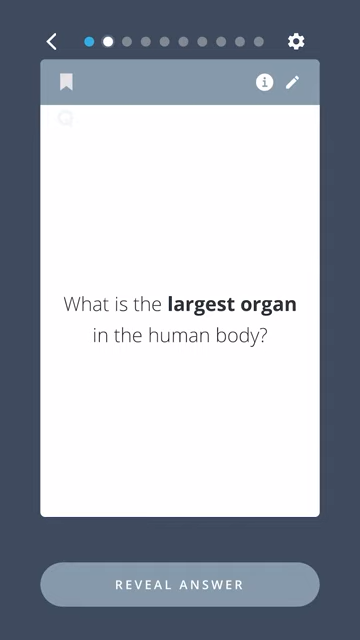 Q
What is the largest organ
in the human body?
REVEAL ANSWER